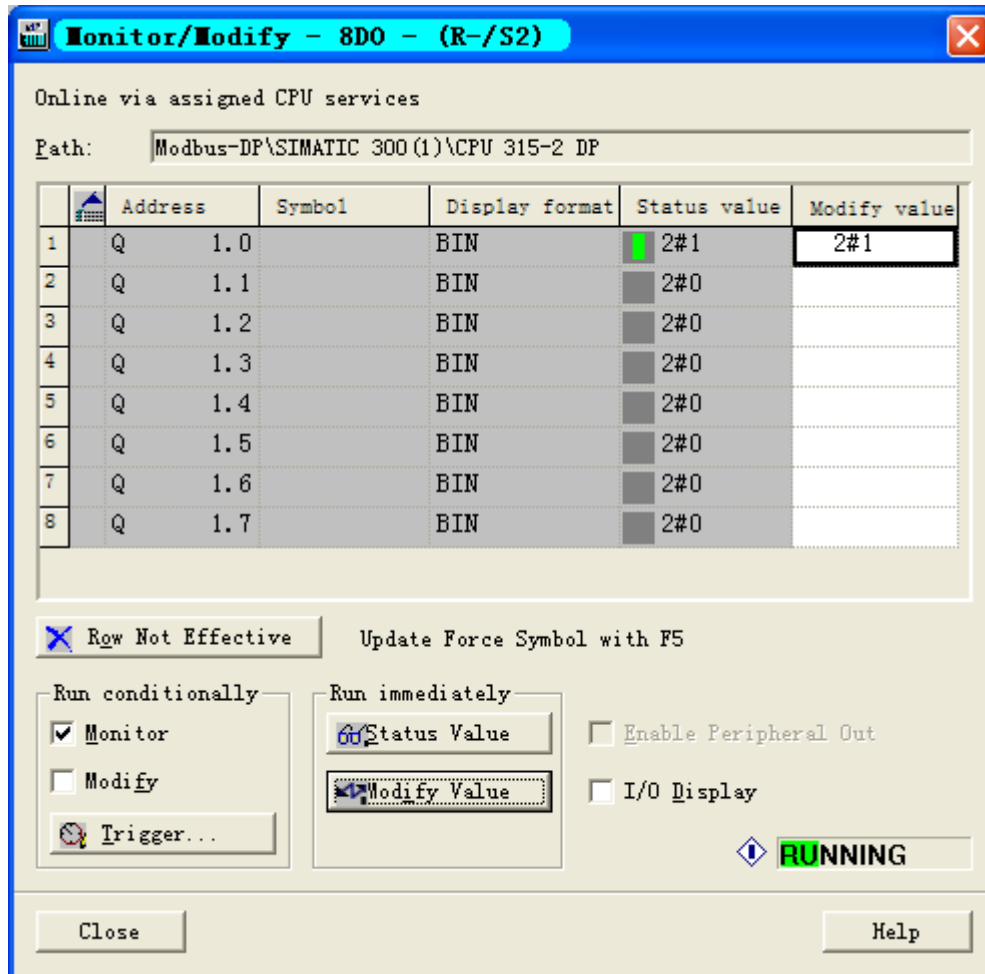 Monitor/Modify - 8DO - (R-/S2)
Online via assigned CPU services
Path: Modbus-DP\SIMATIC 300(1)\CPU 315-2 DP
Address Symbol Display format Status value Modify value
1 Q 1.0 BIN 2#1 2#1
2 Q 1.1 BIN 2#0
3 Q 1.2 BIN 2#0
4 Q 1.3 BIN 2#0
5 Q 1.4 BIN 2#0
6 Q 1.5 BIN 2#0
7 Q 1.6 BIN 2#0
8 Q 1.7 BIN 2#0
Row Not Effective Update Force Symbol with F5
Run conditionally Run immediately
Monitor Status Value Enable Peripheral Out
Modify Modify Value I/O Display
Trigger...
RUNNING
Close Help